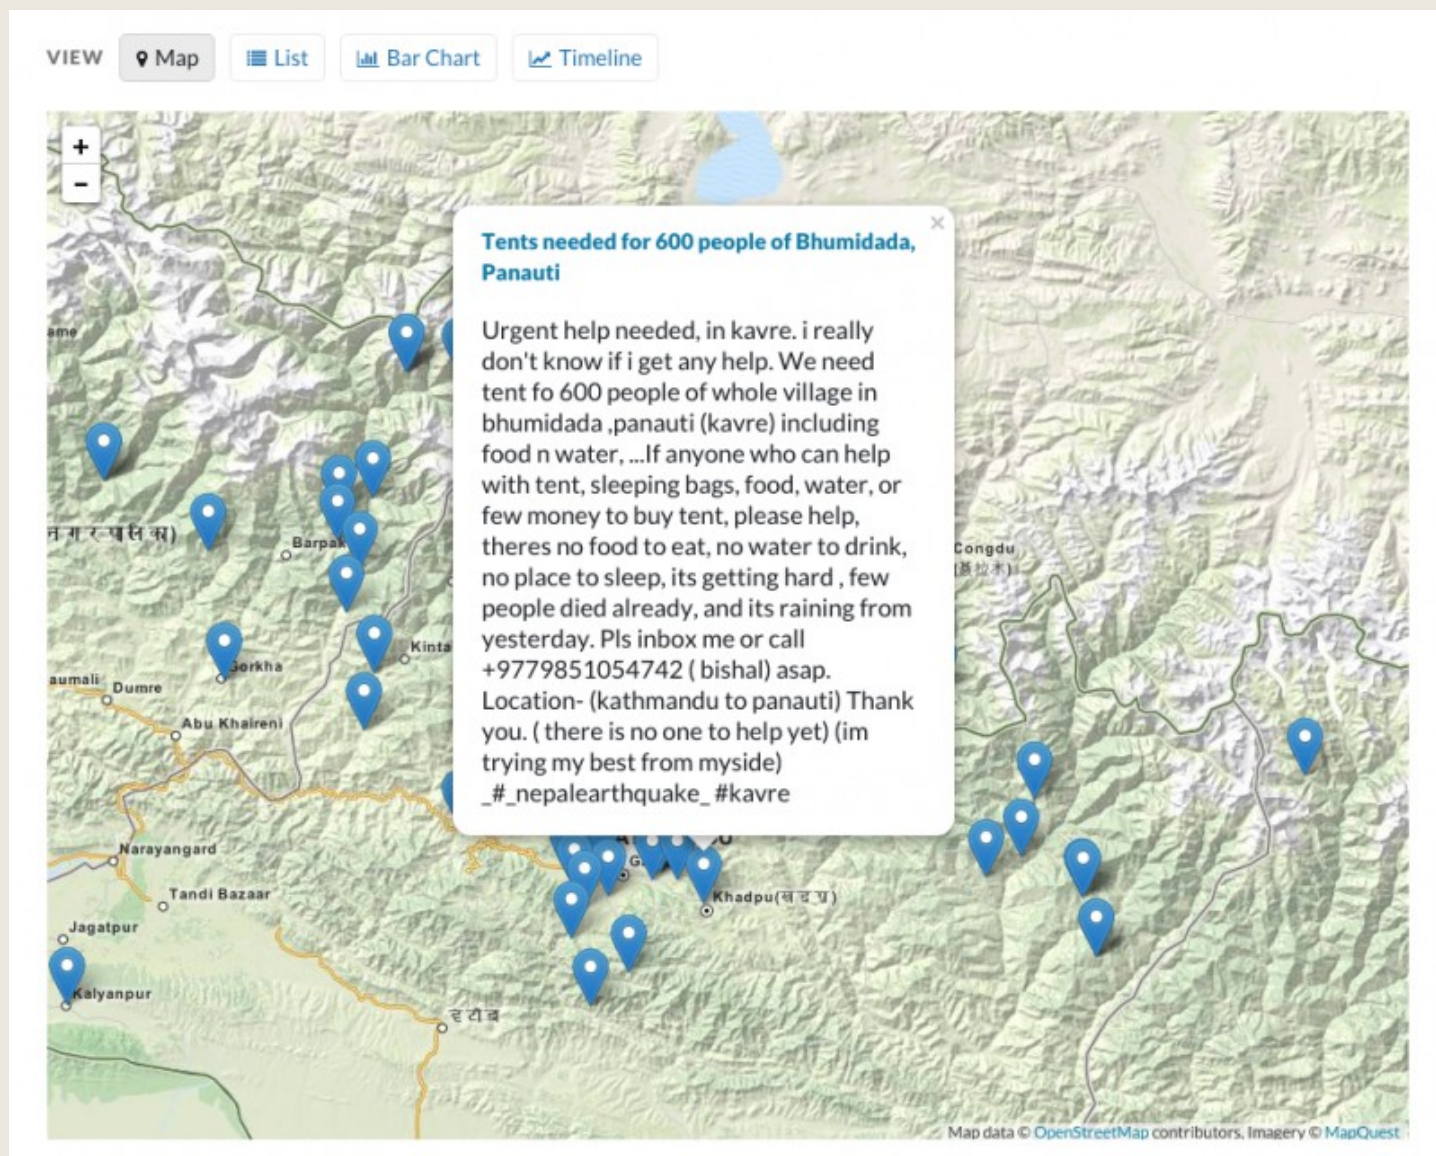 VIEW Map List Bar Chart Timeline
+
−
Tents needed for 600 people of Bhumidada,
Panauti
×
Urgent help needed, in kavre. i really
don't know if i get any help. We need
tent fo 600 people of whole village in
bhumidada ,panauti (kavre) including
food n water, ...If anyone who can help
with tent, sleeping bags, food, water, or
few money to buy tent, please help,
theres no food to eat, no water to drink,
no place to sleep, its getting hard , few
people died already, and its raining from
yesterday. Pls inbox me or call
+9779851054742 ( bishal) asap.
Location- (kathmandu to panauti) Thank
you. ( there is no one to help yet) (im
trying my best from myside)
_#_nepalearthquake_ #kavre
ame
Barpak
Congdu
Kinta
Gorkha
aumali
Dumre
Abu Khaireni
Narayangard
Khadpu
Tandi Bazaar
Jagatpur
Kalyanpur
Map data © OpenStreetMap contributors, Imagery © MapQuest